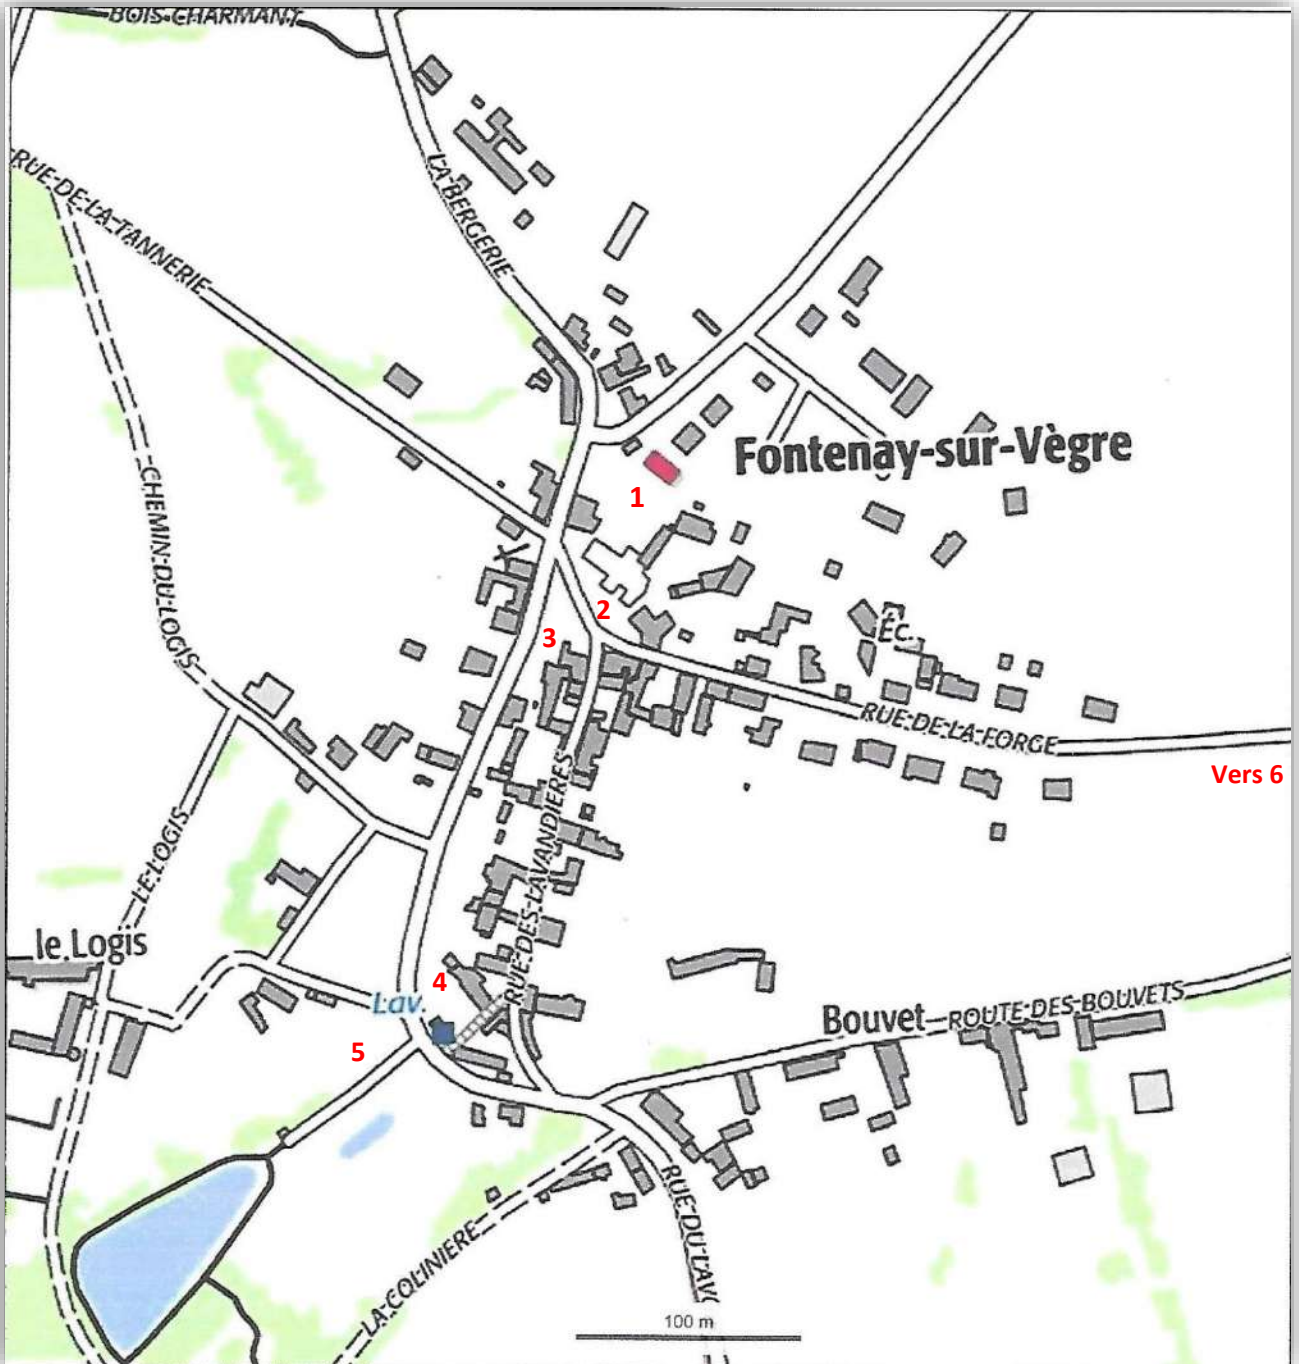 BOIS-CHARMANT
RUE-DE-LA-TANNERIE
LA BERGERIE
Fontenay-sur-Vègre
1
CHEMIN-DU-LOGIS
2
3
Éc.
RUE-DE-LA-FORGE
Vers 6
RUE-DES-LAVANDIERES
LE-LOGIS
le Logis
4
Lav.
5
Bouvet
ROUTE-DES-BOUVETS
RUE-DU-LAV
LA-COLINIERE
100 m